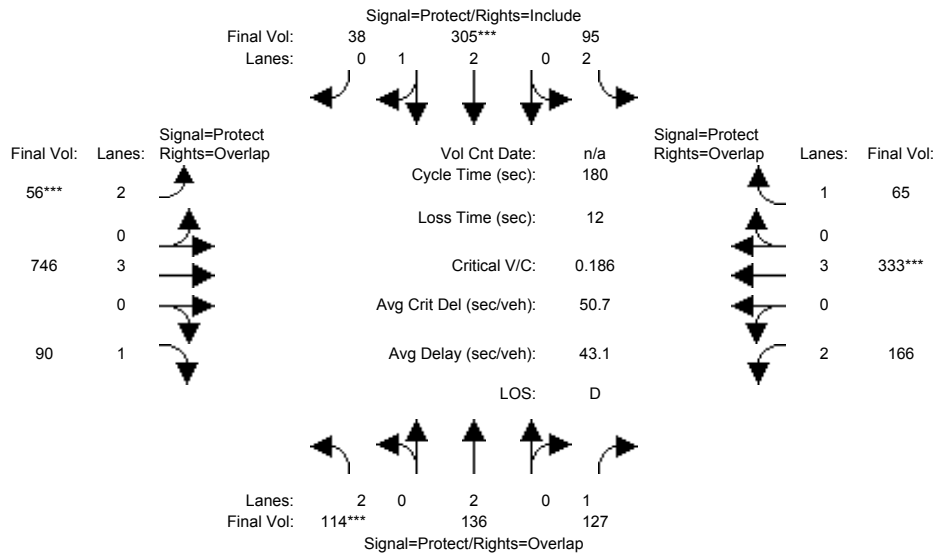 Signal=Protect/Rights=Include
Final Vol: 38 305*** 95
Lanes: 0 1 2 0 2
Signal=Protect Signal=Protect
Final Vol: Lanes: Rights=Overlap Vol Cnt Date: n/a Rights=Overlap Lanes: Final Vol:
Cycle Time (sec): 180
56*** 2 1 65
Loss Time (sec): 12
0 0
746 3 Critical V/C: 0.186 3 333***
0 Avg Crit Del (sec/veh): 50.7 0
90 1 Avg Delay (sec/veh): 43.1 2 166
LOS: D
Lanes: 2 0 2 0 1
Final Vol: 114*** 136 127
Signal=Protect/Rights=Overlap